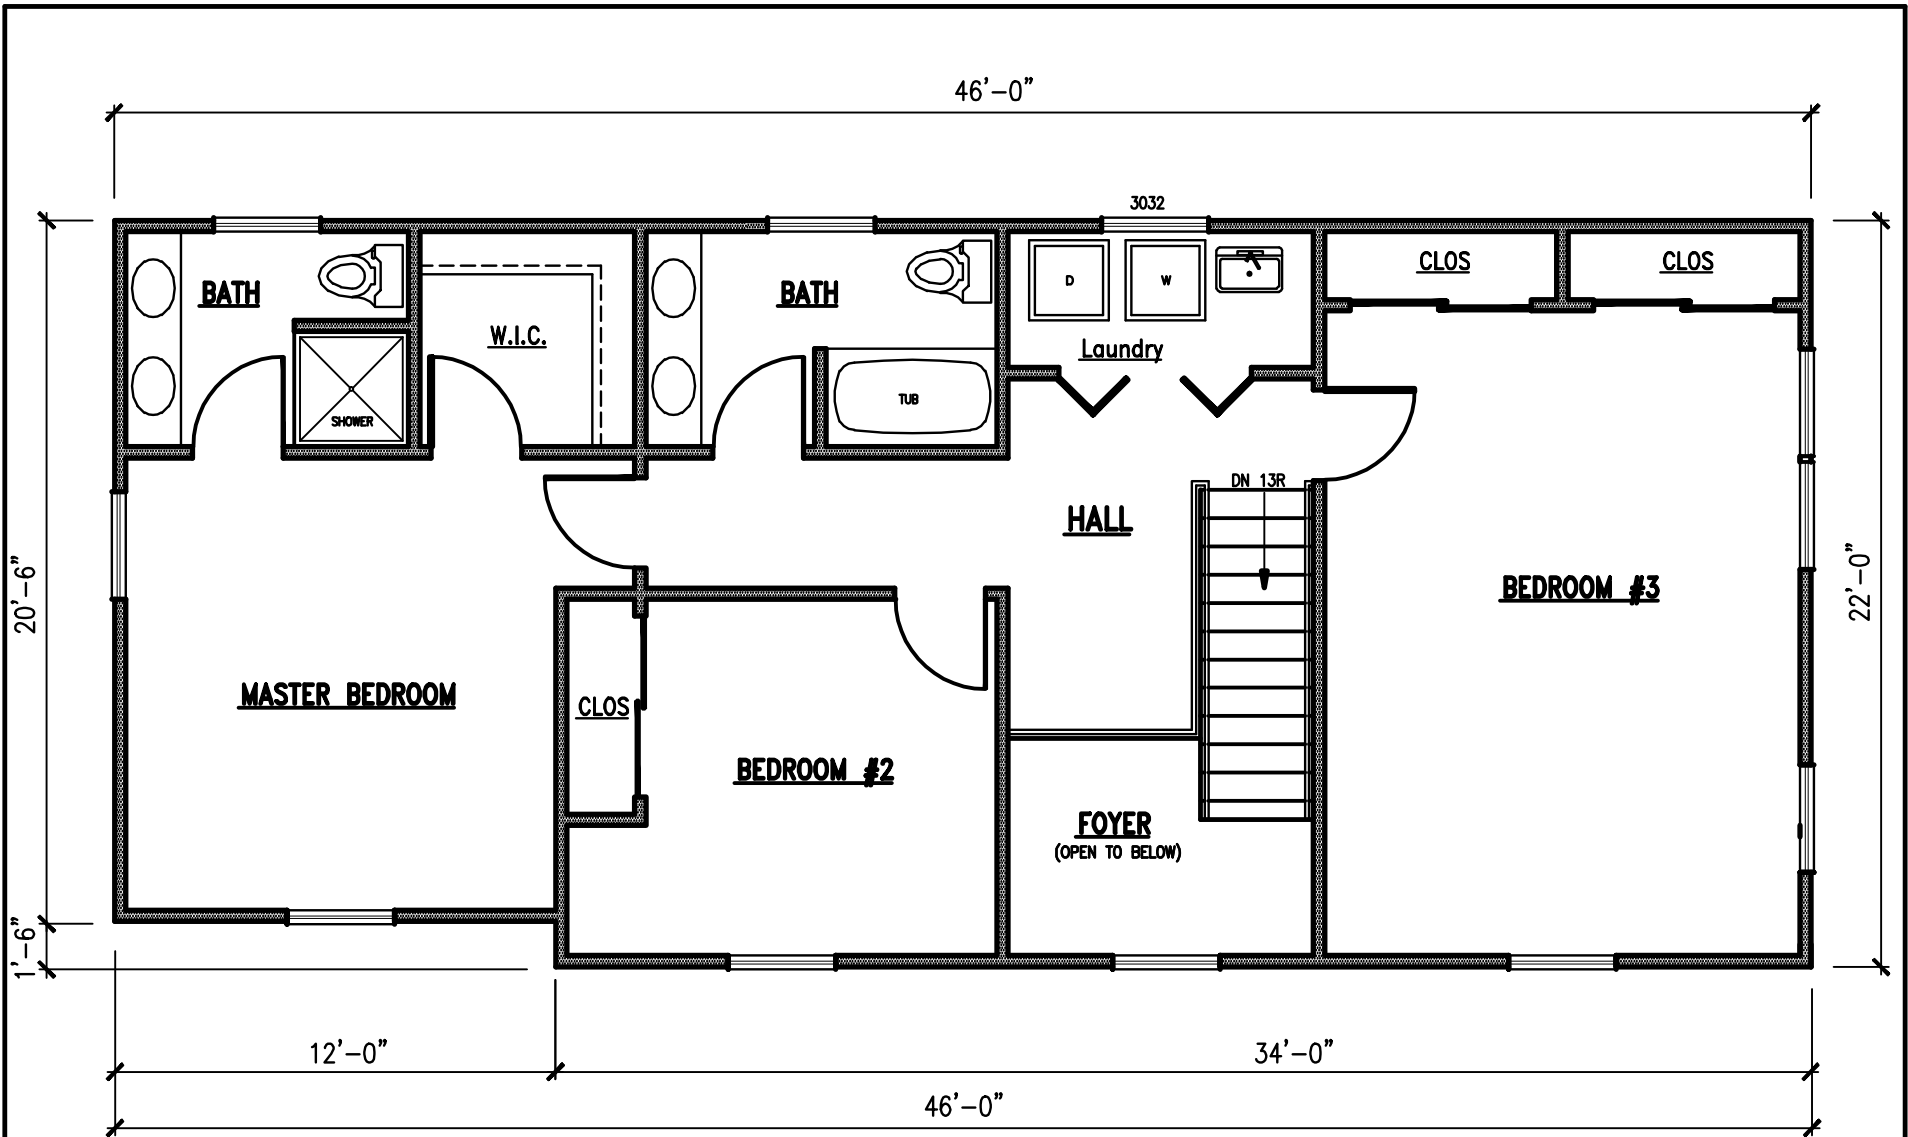 46'-0"
3032
BATH
W.I.C.
SHOWER
BATH
TUB
D
W
Laundry
CLOS
CLOS
DN 13R
HALL
20'-6"
22'-0"
BEDROOM #3
MASTER BEDROOM
CLOS
BEDROOM #2
FOYER
(OPEN TO BELOW)
1'-6"
12'-0"
34'-0"
46'-0"